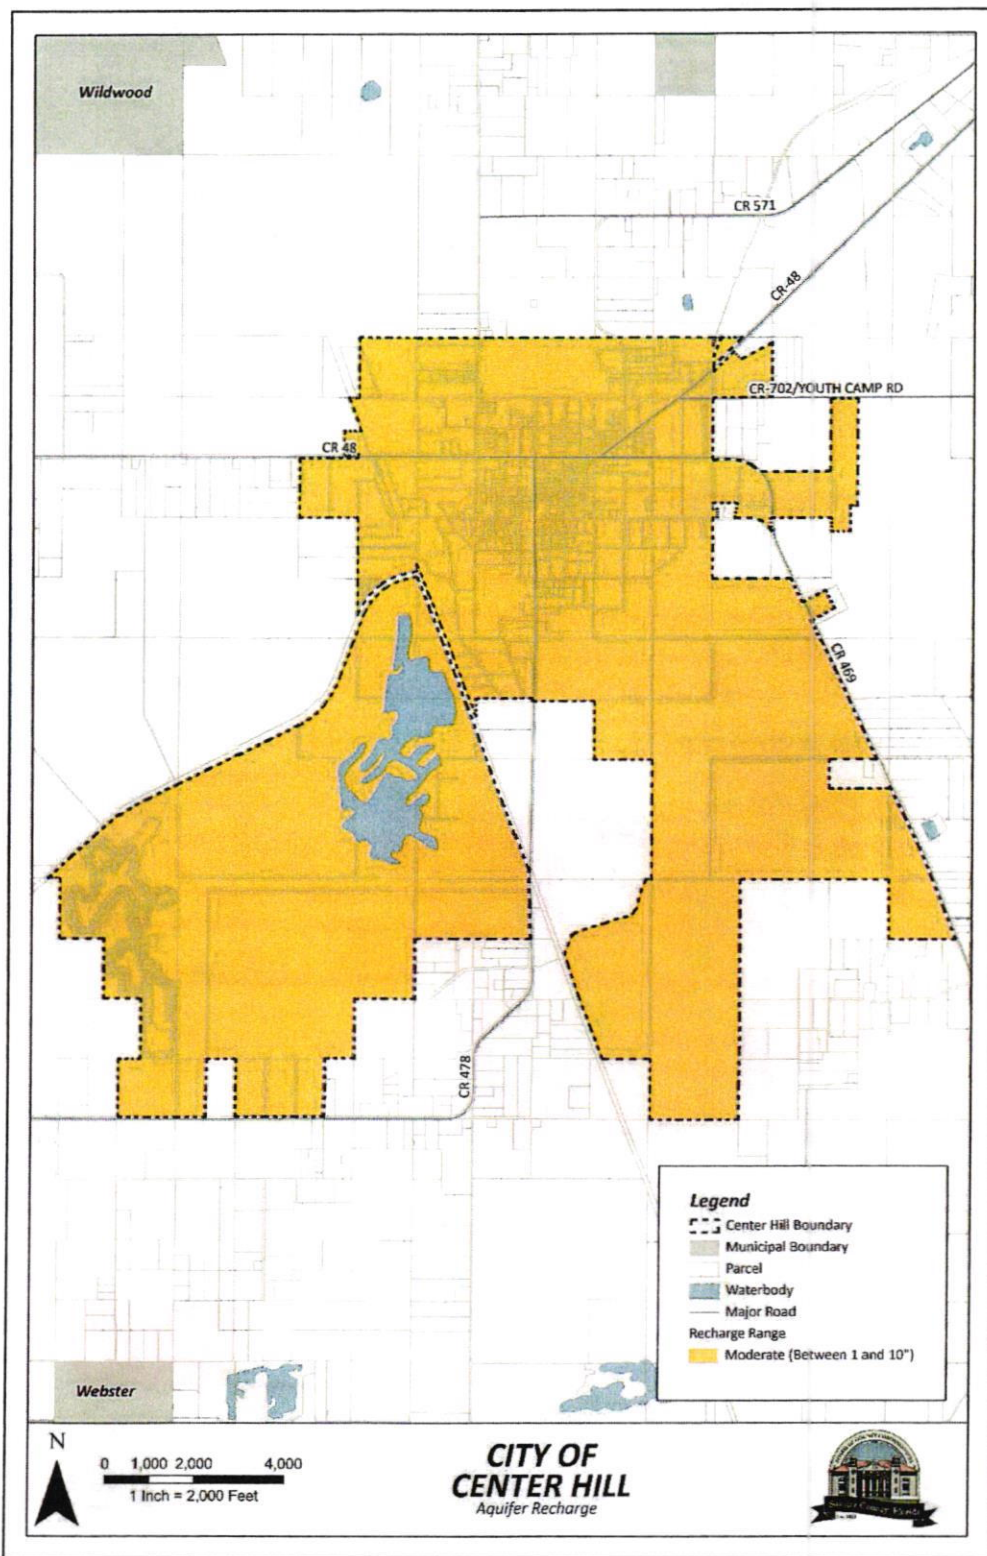 Wildwood
CR 571
CR-48
CR-702/YOUTH CAMP RD
CR 48
CR 469
CR 478
Legend
Center Hill Boundary
Municipal Boundary
Parcel
Waterbody
Major Road
Recharge Range
Moderate (Between 1 and 10")
Webster
N
0 1,000 2,000 4,000
1 Inch = 2,000 Feet
CITY OF
CENTER HILL
Aquifer Recharge